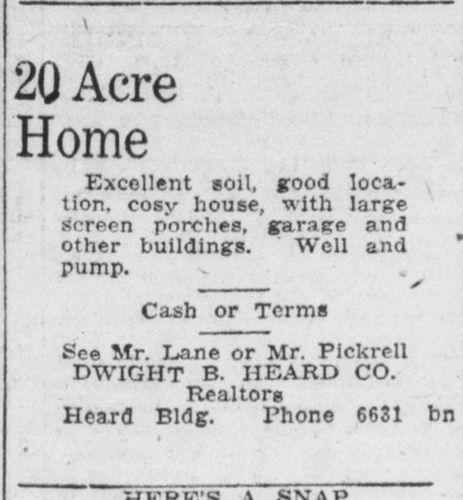 20 Acre
Home
Excellent soil, good loca-
tion, cosy house, with large
screen porches, garage and
other buildings. Well and
pump.
Cash or Terms
See Mr. Lane or Mr. Pickrell
DWIGHT B. HEARD CO.
Realtors
Heard Bldg. Phone 6631 bn
HERE'S A SNAP